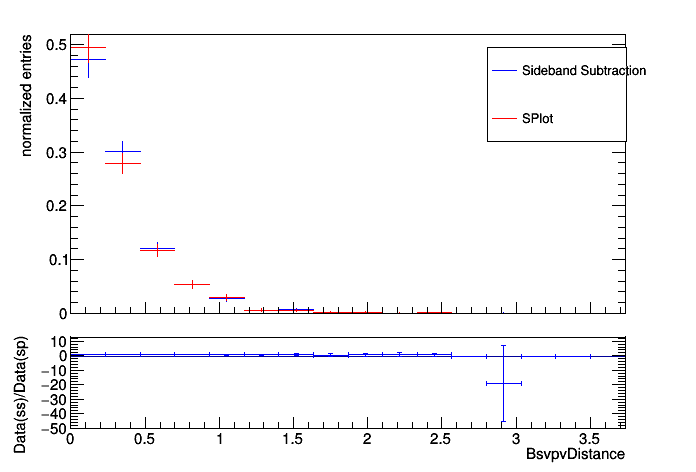 normalized entries
0.5
0.4
0.3
0.2
0.1
0
Sideband Subtraction
SPlot
Data(ss)/Data(sp)
10
0
−10
−20
−30
−40
−50
0 0.5 1 1.5 2 2.5 3 3.5
BsvpvDistance